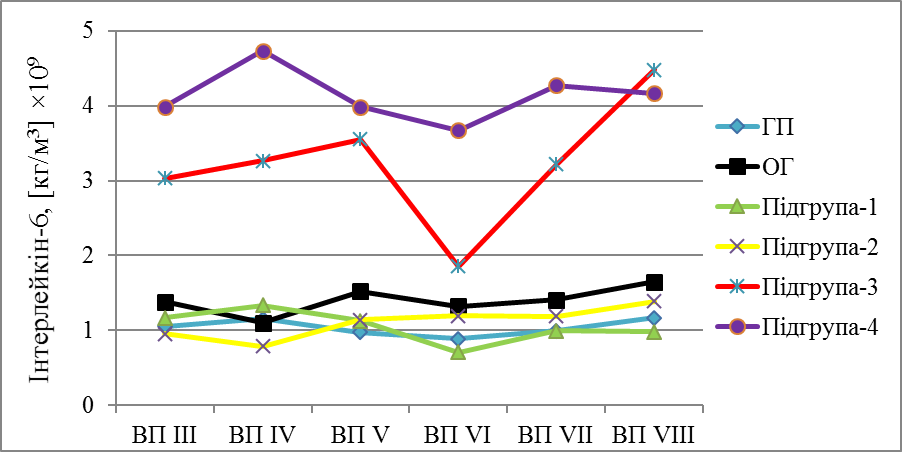 Інтерлейкін-6, [кг/м³] ×10⁹
5
4
3
2
1
0
ВП III
ВП IV
ВП V
ВП VI
ВП VII
ВП VIII
ГП
ОГ
Підгрупа-1
Підгрупа-2
Підгрупа-3
Підгрупа-4